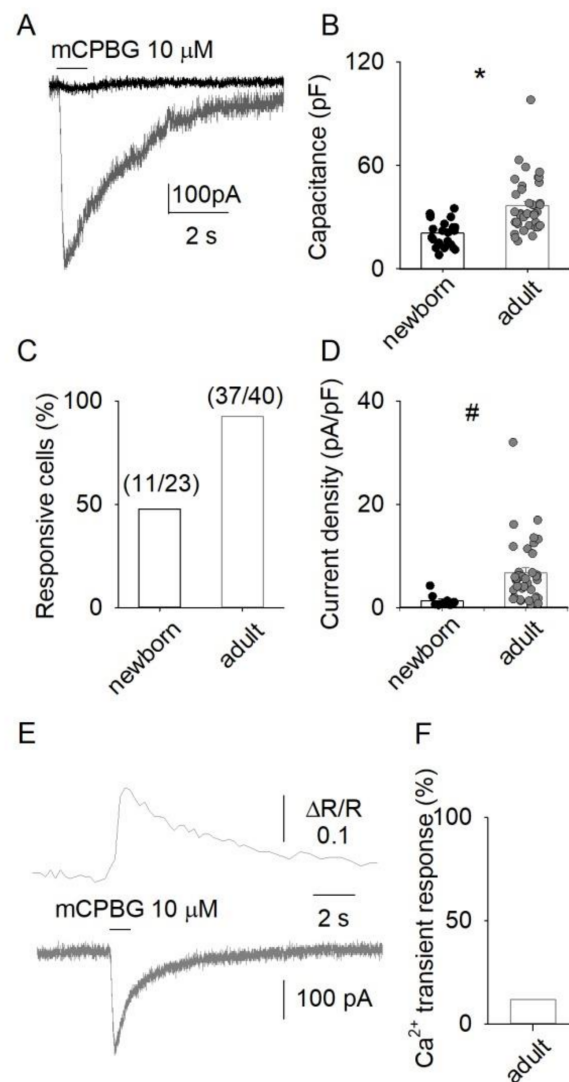 A
mCPBG 10 μM
100pA
2 s
B
Capacitance (pF)
120
60
0
*
newborn
adult
C
Responsive cells (%)
100
50
0
(11/23)
(37/40)
newborn
adult
D
Current density (pA/pF)
40
20
0
#
newborn
adult
E
ΔR/R
0.1
2 s
mCPBG 10 μM
100 pA
F
Ca²⁺ transient response (%)
100
50
0
adult